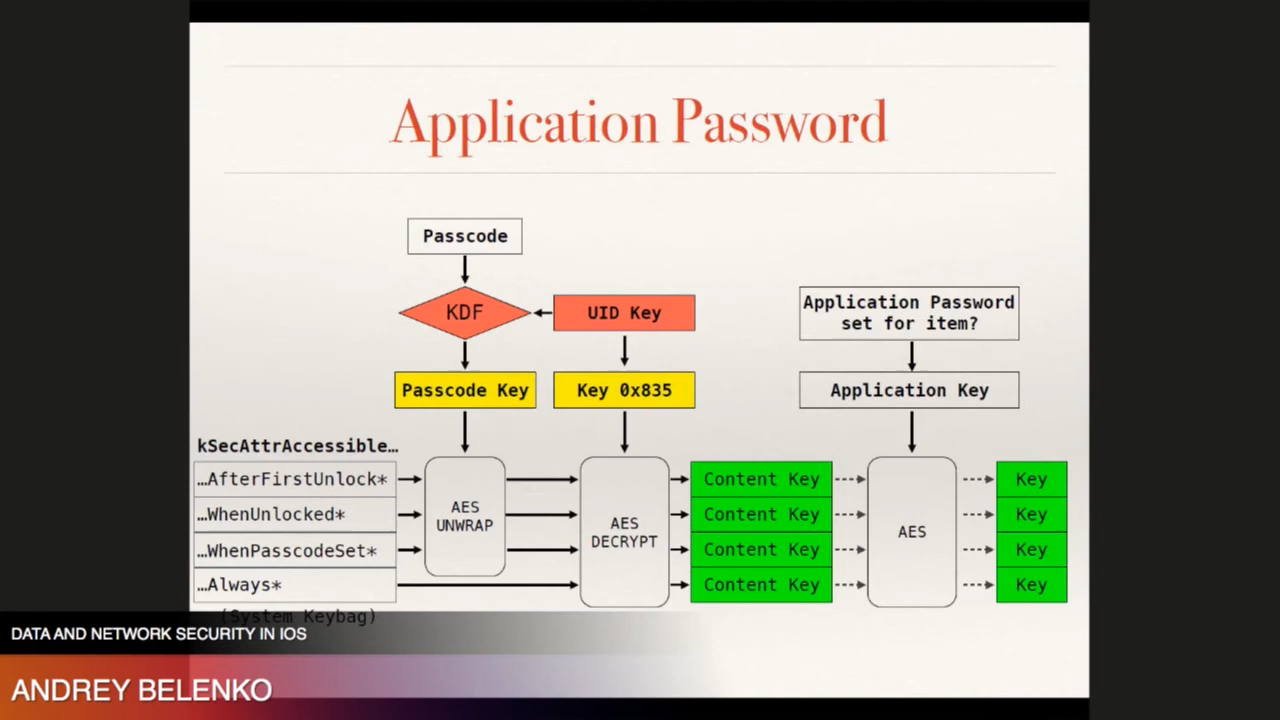 Application Password
Passcode
KDF
UID Key
Application Password
set for item?
Passcode Key
Key 0x835
Application Key
kSecAttrAccessible…
…AfterFirstUnlock*
…WhenUnlocked*
…WhenPasscodeSet*
…Always*
(System Keybag)
AES
UNWRAP
AES
DECRYPT
Content Key
Content Key
Content Key
Content Key
AES
Key
Key
Key
Key
DATA AND NETWORK SECURITY IN IOS
ANDREY BELENKO